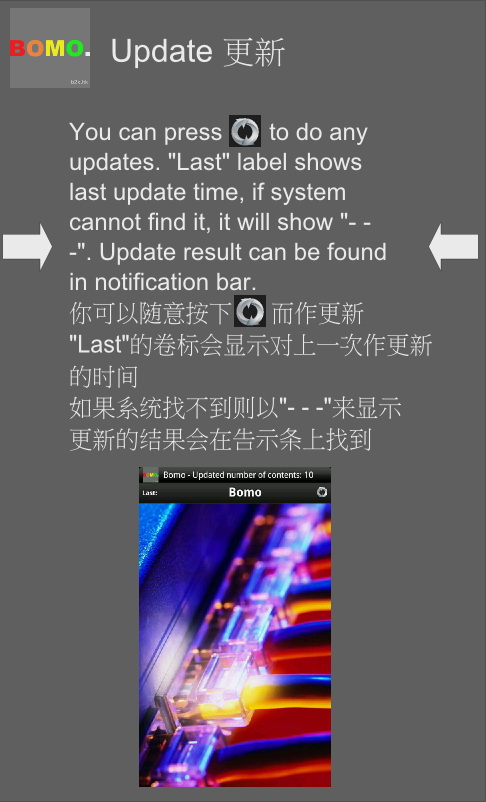 BOMO.
b2x.hk
Update 更新
You can press to do any
updates. "Last" label shows
last update time, if system
cannot find it, it will show "- -
-". Update result can be found
in notification bar.
你可以随意按下 而作更新
"Last"的卷标会显示对上一次作更新
的时间
如果系统找不到则以"- - -"来显示
更新的结果会在告示条上找到
BOMO. Bomo - Updated number of contents: 10
Last: Bomo